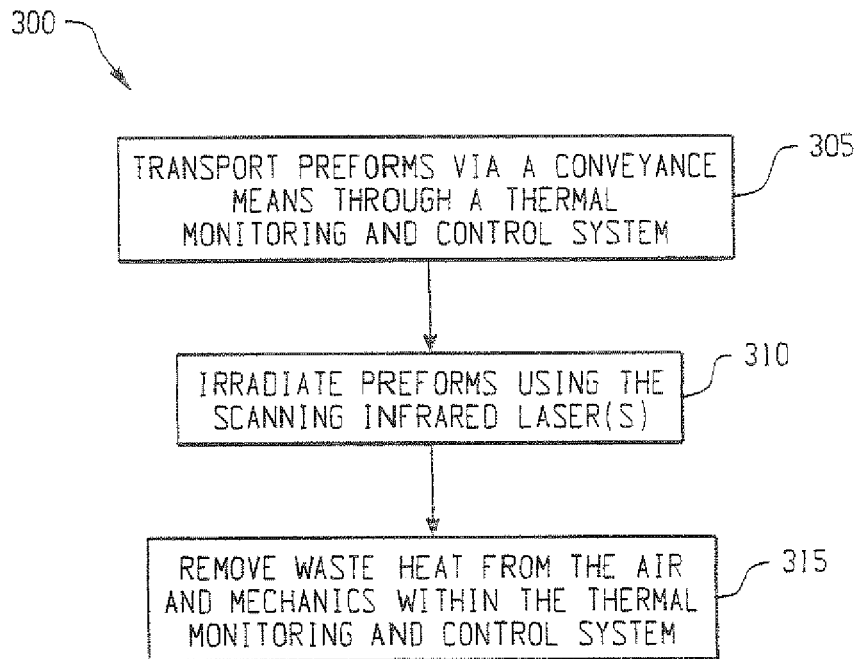 300
TRANSPORT PREFORMS VIA A CONVEYANCE
MEANS THROUGH A THERMAL
MONITORING AND CONTROL SYSTEM
305
IRRADIATE PREFORMS USING THE
SCANNING INFRARED LASER(S)
310
REMOVE WASTE HEAT FROM THE AIR
AND MECHANICS WITHIN THE THERMAL
MONITORING AND CONTROL SYSTEM
315